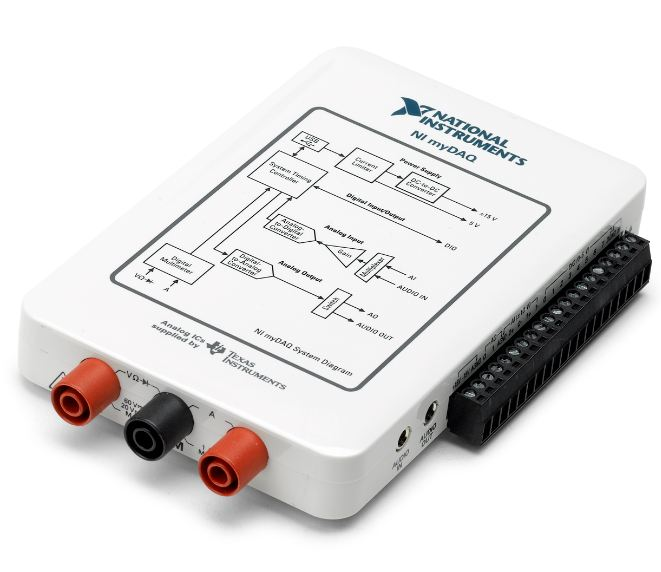 NATIONAL
INSTRUMENTS
NI myDAQ
USB
Current
Limiter
Power Supply
DC-to-DC
Converter
±15 V
5 V
System Timing
Controller
Digital Input/Output
DIO
Analog-
to-Digital
Converter
Analog Input
Gain
Multiplexer
AI
AUDIO IN
Digital
Multimeter
VΩ
A
Digital-
to-Analog
Converter
Analog Output
AO
AUDIO OUT
NI myDAQ System Diagram
Analog ICs
supplied by
TEXAS
INSTRUMENTS
VΩ
A
60 V
20 V
AUDIO
IN
AUDIO
OUT